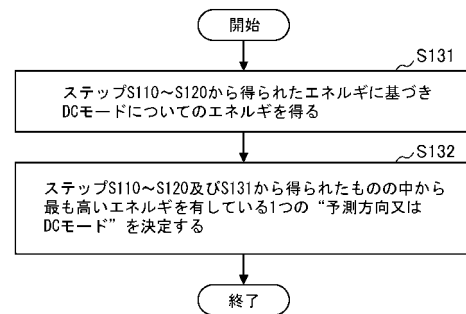 開始
S131
ステップS110～S120から得られたエネルギに基づき
DCモードについてのエネルギを得る
S132
ステップS110～S120及びS131から得られたものの中から
最も高いエネルギを有している1つの“予測方向又は
DCモード”を決定する
終了